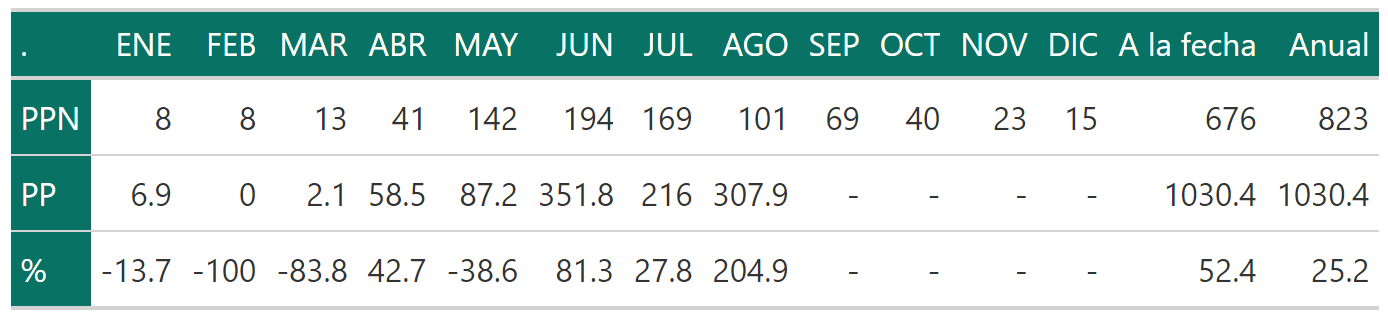 . ENE FEB MAR ABR MAY JUN JUL AGO SEP OCT NOV DIC A la fecha Anual
PPN 8 8 13 41 142 194 169 101 69 40 23 15 676 823
PP 6.9 0 2.1 58.5 87.2 351.8 216 307.9 - - - - 1030.4 1030.4
% -13.7 -100 -83.8 42.7 -38.6 81.3 27.8 204.9 - - - - 52.4 25.2